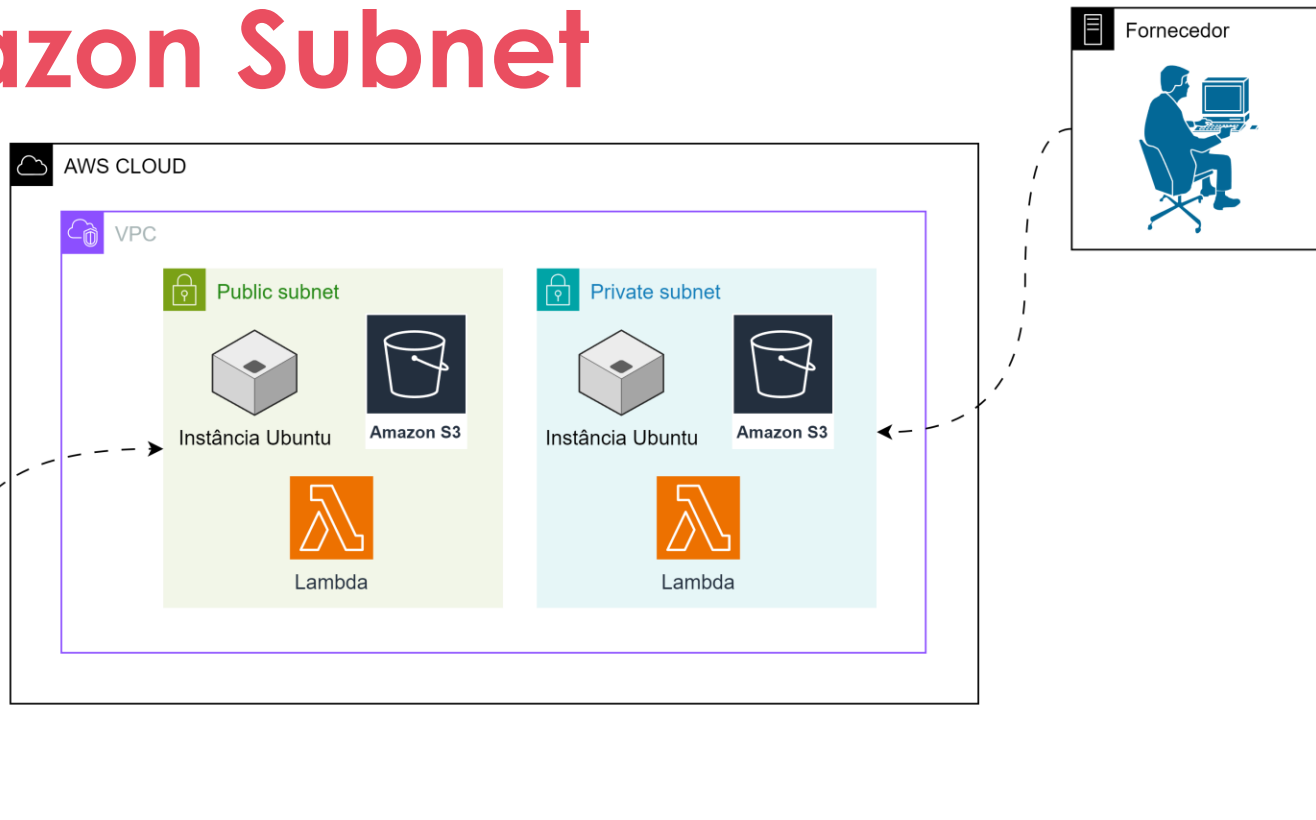 azon Subnet
Fornecedor
AWS CLOUD
VPC
Public subnet
Private subnet
Instância Ubuntu
Amazon S3
Instância Ubuntu
Amazon S3
Lambda
Lambda